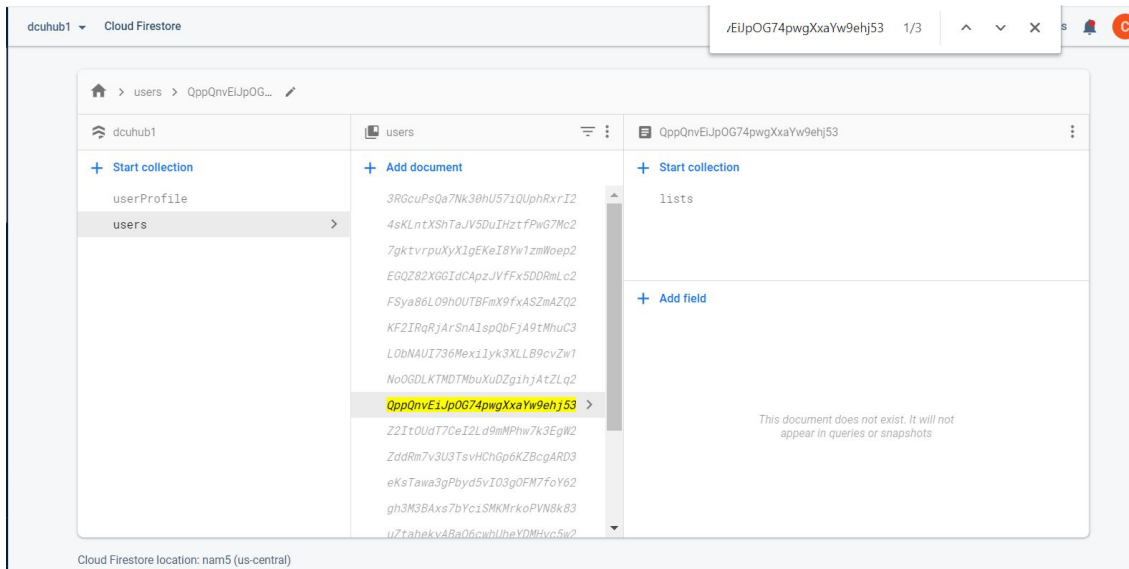 dcuhub1 Cloud Firestore
1/3
users QppQnvEiJpOG...
dcuhub1
Start collection
userProfile
users
users
Add document
3RGcuPsQa7Nk30hU57iQUphRxrI2
4sKLntXShTaJV5DuIHztfPwG7Mc2
7gktvrpuXyXlgEKeI8Yw1zmWoep2
EGQZ82XGGIdCApzJVfFx5DDRmLc2
FSya86LO9hOUTBFmX9fxASZmAZQ2
KF2IRqRjArSnAlspQbFjA9tMhuC3
LObNAUI736Mexilyk3XLLB9cvZw1
NoOGDLKTMDTMbuXuDZgihjAtZLq2
QppQnvEiJpOG74pwgXxaYw9ehj53
Z2ItOUdT7CeI2Ld9mMPhw7k3EgW2
ZddRm7v3U3TsvHChGp6KZBcgARD3
eKsTawa3gPbyd5vIO3gOFM7foY62
gh3M3BAxs7bYciSMKMrkoPVN8k83
QppQnvEiJpOG74pwgXxaYw9ehj53
Start collection
lists
Add field
This document does not exist. It will not
appear in queries or snapshots
Cloud Firestore location: nam5 (us-central)